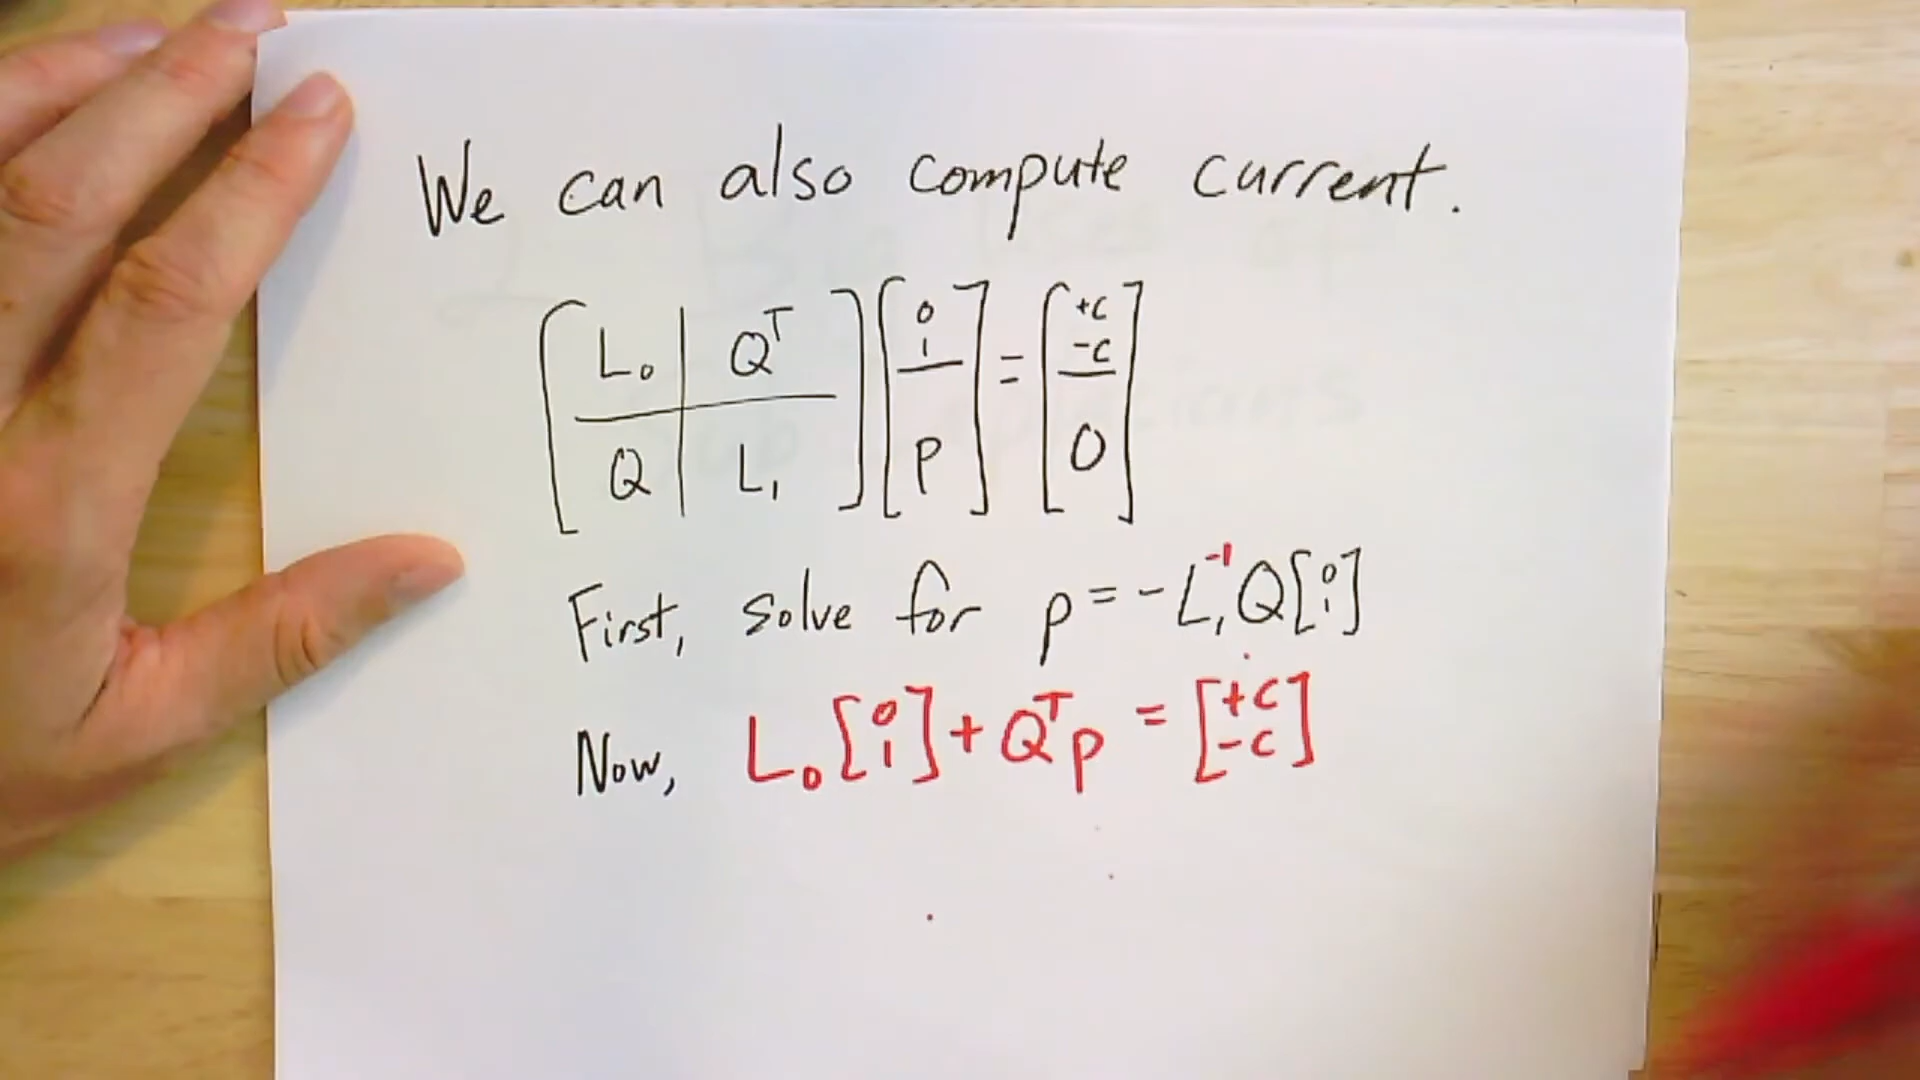 We can also compute current.
[ L₀ | Qᵀ ] [ 0 1 ] = [ +c -c ]
[ Q | L₁ ] [ p ] [ 0 ]
First, solve for p = -L₁⁻¹Q[0 1]
Now, L₀[0 1] + Qᵀp = [+c -c]